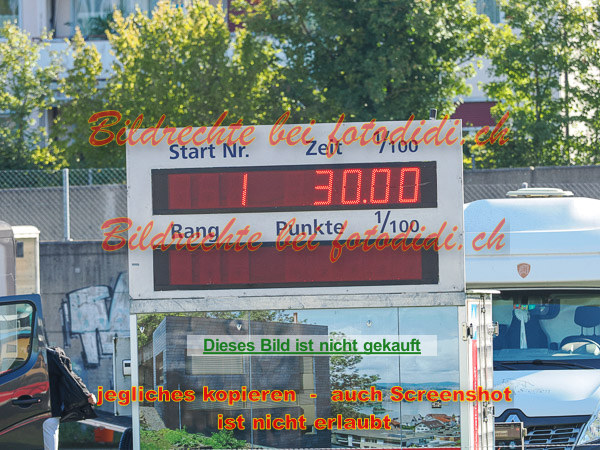 Bildrechte bei fotodidi.ch
Start Nr. Zeit 1/100
1 30.00
Rang Punkte 1/100
Bildrechte bei fotodidi.ch
Dieses Bild ist nicht gekauft
jegliches kopieren - auch Screenshot
ist nicht erlaubt